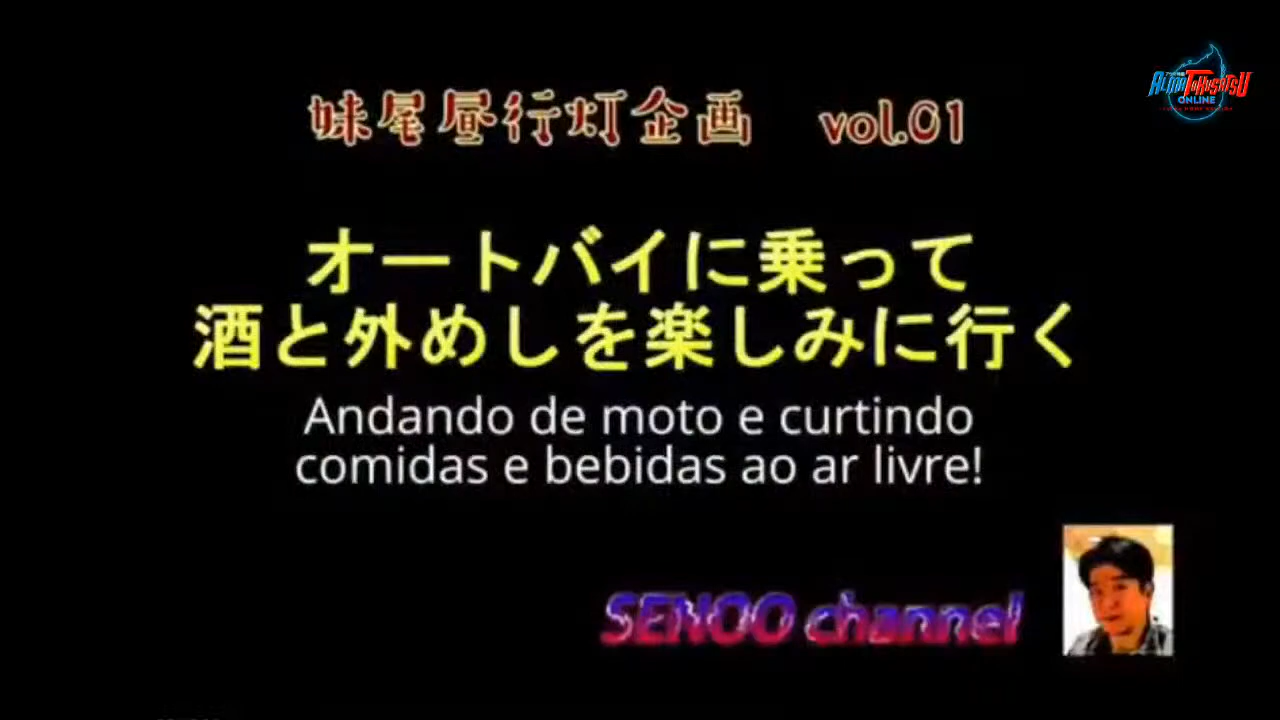 妹尾昼行灯企画 vol.01
ALMATOKUSATSU
ONLINE
オートバイに乗って
酒と外めしを楽しみに行く
Andando de moto e curtindo
comidas e bebidas ao ar livre!
SENOO channel